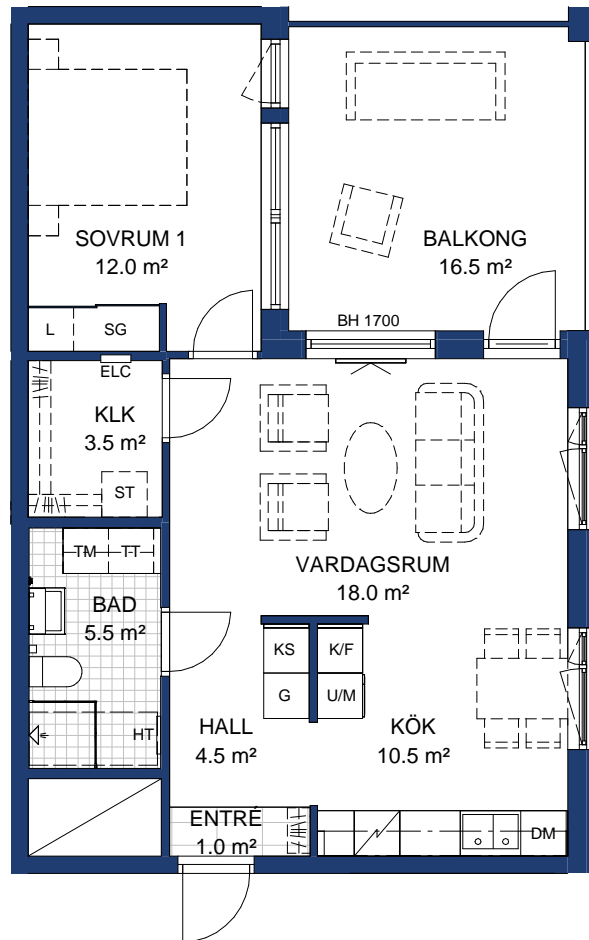 SOVRUM 1
12.0 m²
BALKONG
16.5 m²
L
SG
BH 1700
ELC
KLK
3.5 m²
ST
TM
TT
VARDAGSRUM
18.0 m²
BAD
5.5 m²
KS
K/F
G
U/M
HT
HALL
4.5 m²
KÖK
10.5 m²
ENTRÉ
1.0 m²
DM